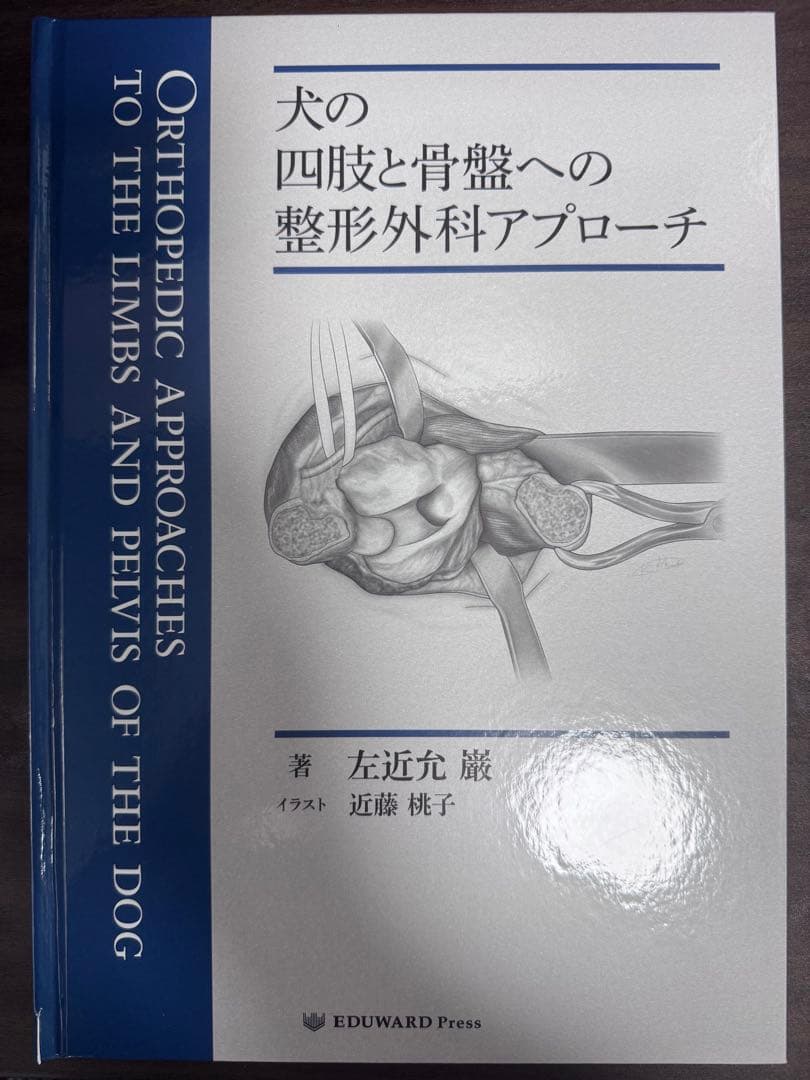 犬の
四肢と骨盤への
整形外科アプローチ
ORTHOPEDIC APPROACHES
TO THE LIMBS AND PELVIS OF THE DOG
著 左近允 巌
イラスト 近藤 桃子
EDUWARD Press